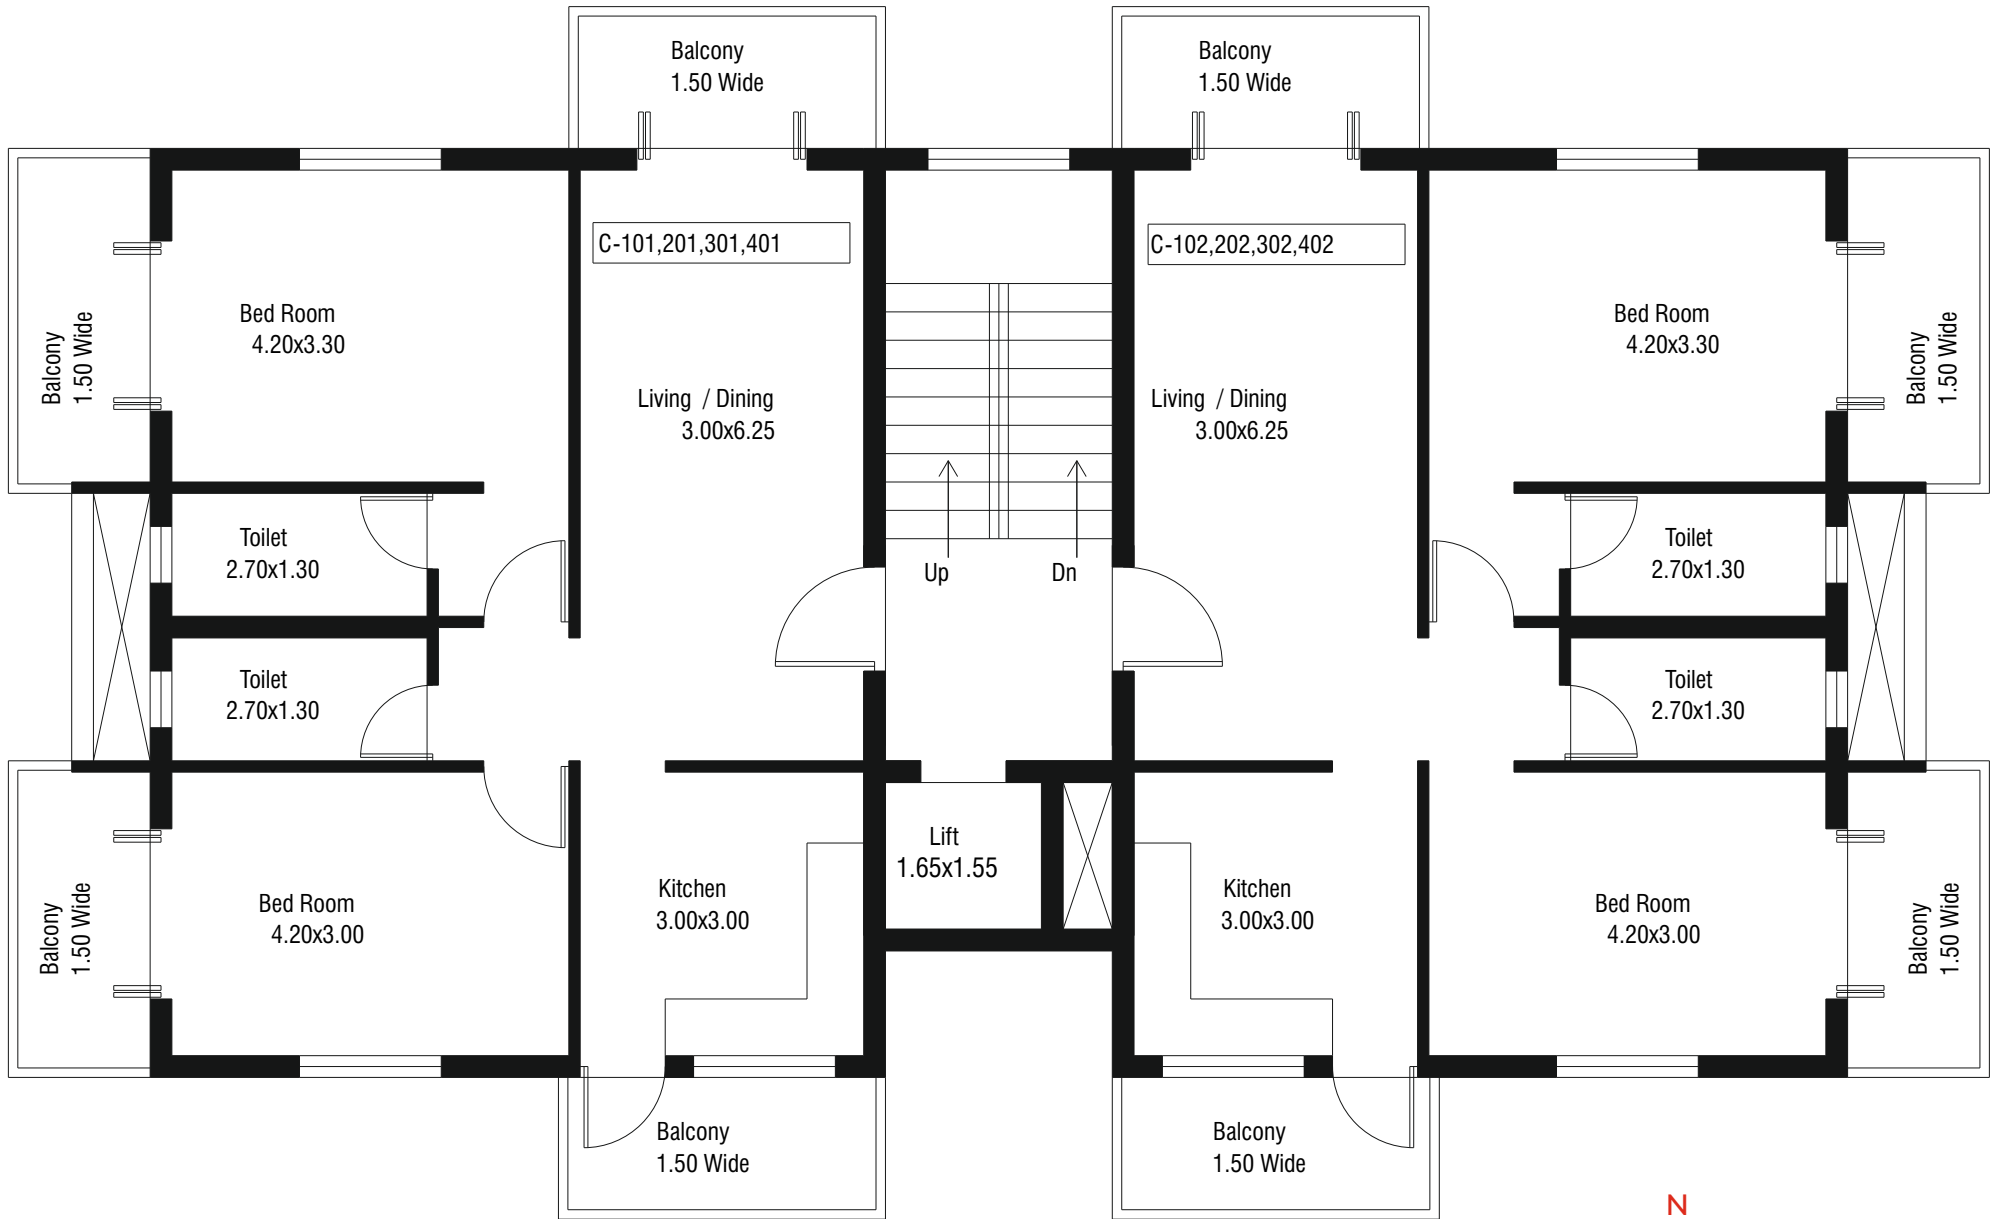 Balcony
1.50 Wide
Balcony
1.50 Wide
C-101,201,301,401
C-102,202,302,402
Bed Room
4.20x3.30
Bed Room
4.20x3.30
Balcony
1.50 Wide
Balcony
1.50 Wide
Living / Dining
3.00x6.25
Living / Dining
3.00x6.25
Toilet
2.70x1.30
Up
Dn
Toilet
2.70x1.30
Toilet
2.70x1.30
Toilet
2.70x1.30
Lift
1.65x1.55
Balcony
1.50 Wide
Bed Room
4.20x3.00
Kitchen
3.00x3.00
Kitchen
3.00x3.00
Bed Room
4.20x3.00
Balcony
1.50 Wide
Balcony
1.50 Wide
Balcony
1.50 Wide
N